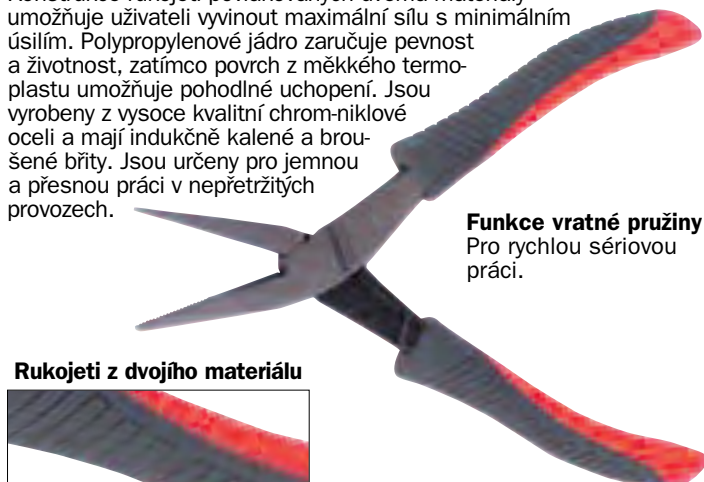 umožňuje uživateli vyvinout maximální sílu s minimálním
úsilím. Polypropylenové jádro zaručuje pevnost
a životnost, zatímco povrch z měkkého termo-
plastu umožňuje pohodlné uchopení. Jsou
vyrobeny z vysoce kvalitní chrom-niklové
oceli a mají indukčně kalené a brou-
šené břity. Jsou určeny pro jemnou
a přesnou práci v nepřetržitých
provozech.
Funkce vratné pružiny
Pro rychlou sériovou
práci.
Rukojeti z dvojího materiálu